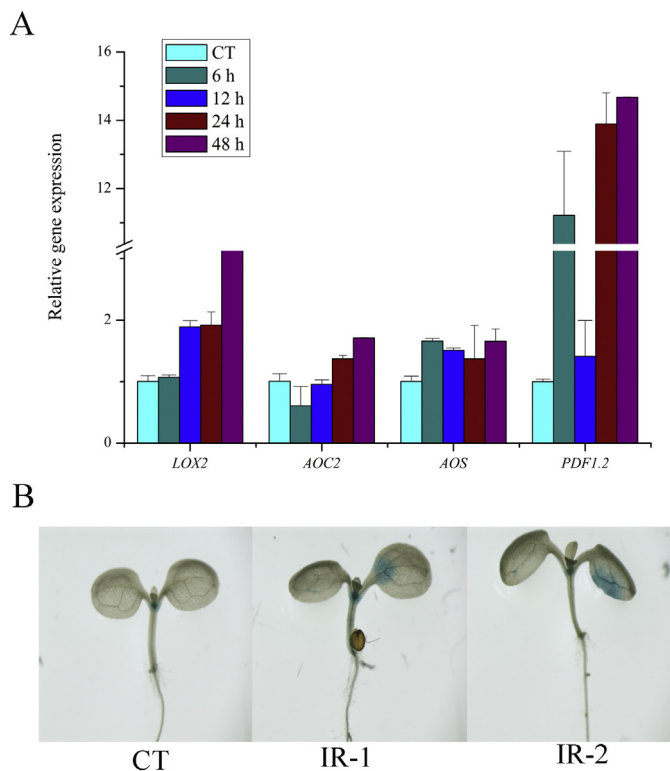 A
Relative gene expression
16
14
12
2
0
CT
6 h
12 h
24 h
48 h
LOX2
AOC2
AOS
PDF1.2
B
CT
IR-1
IR-2